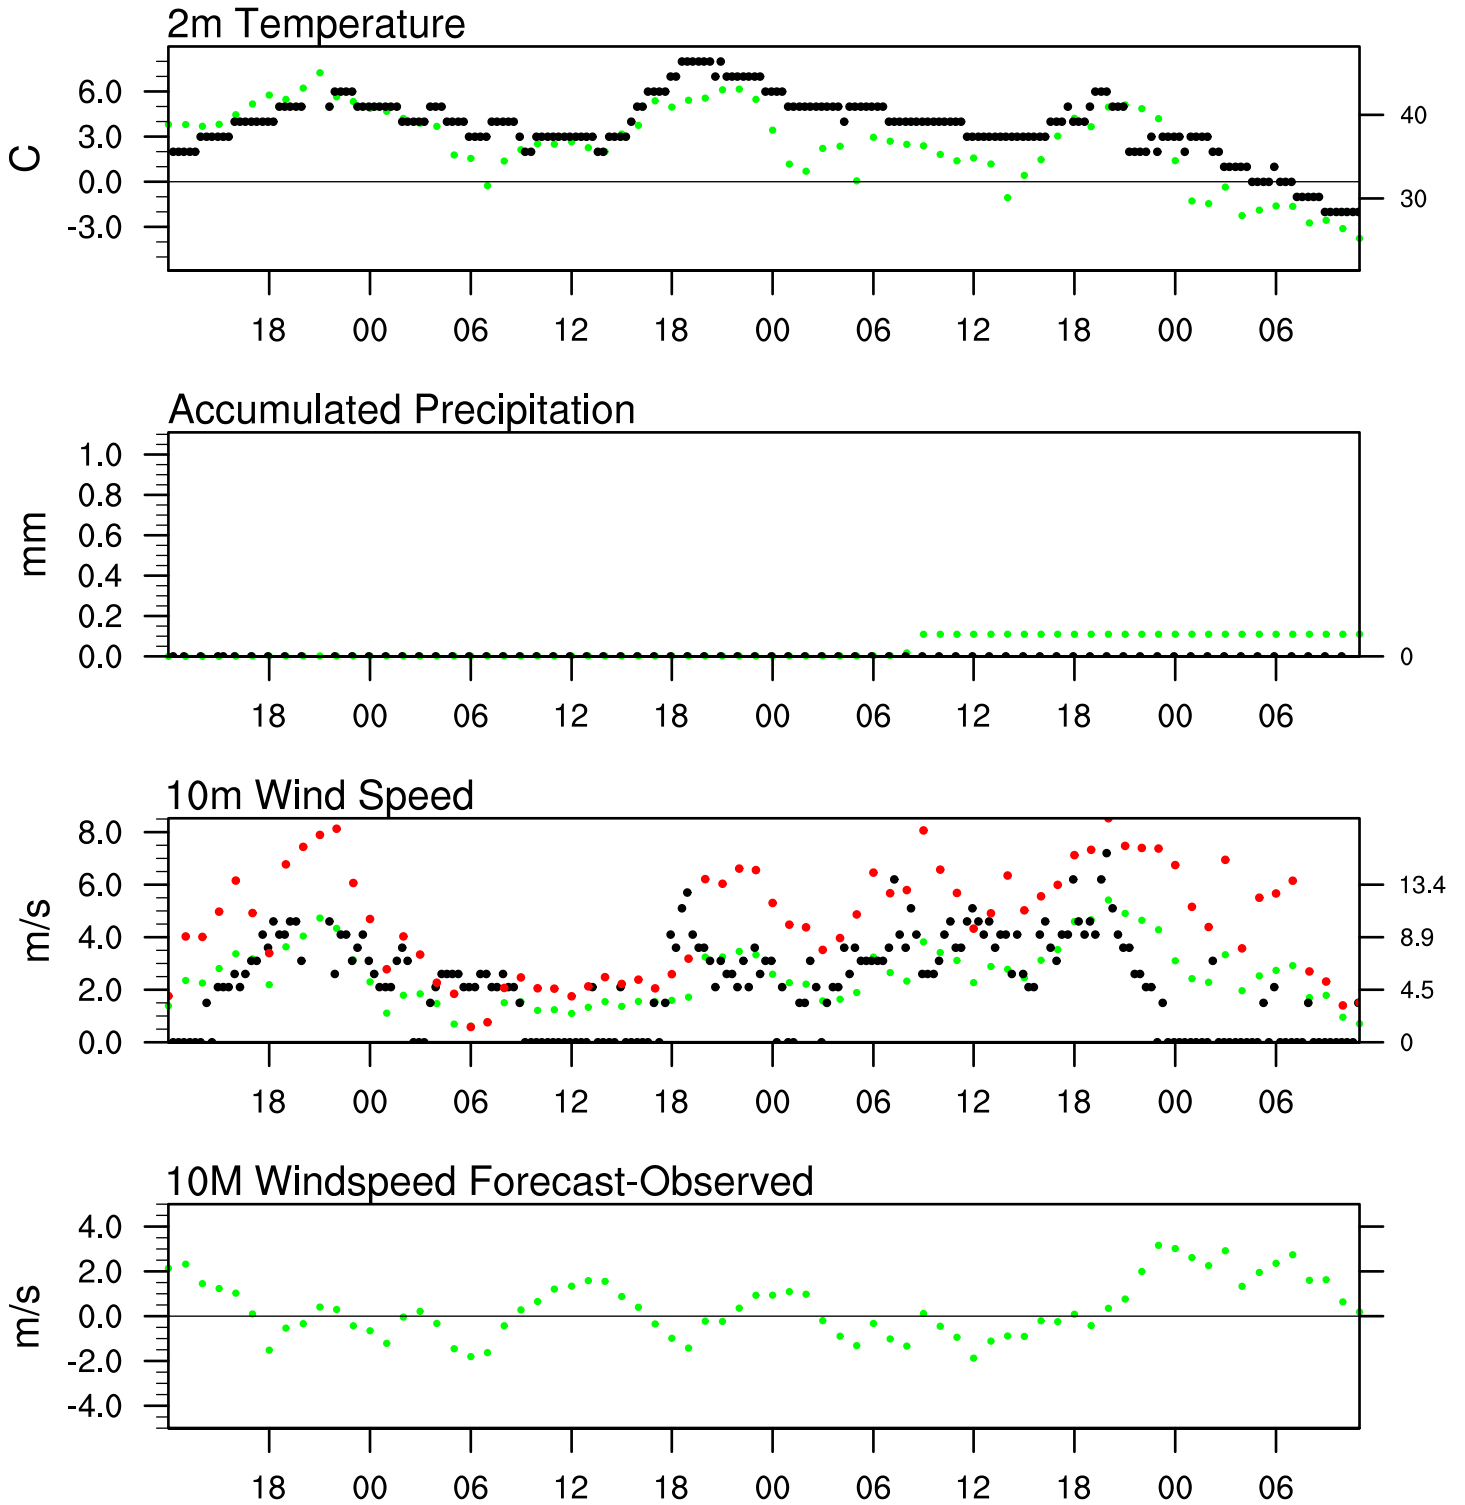 2m Temperature
6.0
3.0
0.0
-3.0
C
40
30
18 00 06 12 18 00 06 12 18 00 06
Accumulated Precipitation
1.0
0.8
0.6
0.4
0.2
0.0
mm
0
18 00 06 12 18 00 06 12 18 00 06
10m Wind Speed
8.0
6.0
4.0
2.0
0.0
m/s
13.4
8.9
4.5
0
18 00 06 12 18 00 06 12 18 00 06
10M Windspeed Forecast-Observed
4.0
2.0
0.0
-2.0
-4.0
m/s
18 00 06 12 18 00 06 12 18 00 06